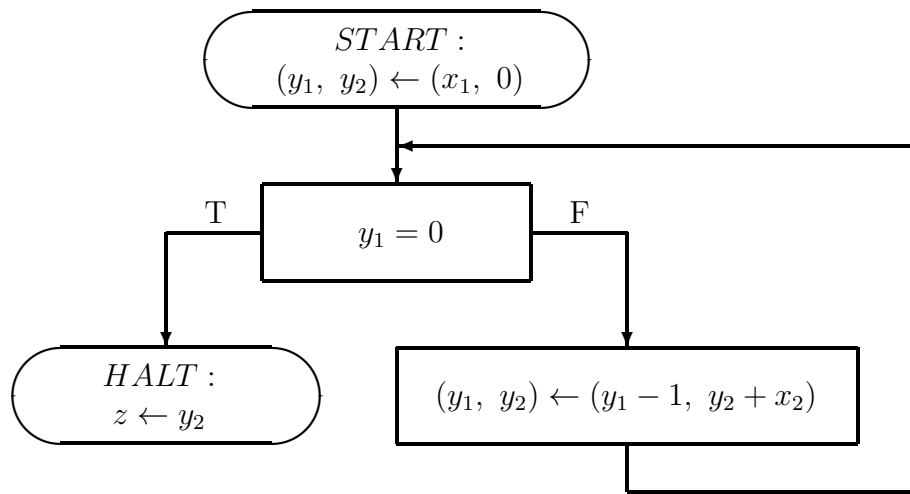 START :
(y₁, y₂) ← (x₁, 0)
T
y₁ = 0
F
HALT :
z ← y₂
(y₁, y₂) ← (y₁ − 1, y₂ + x₂)